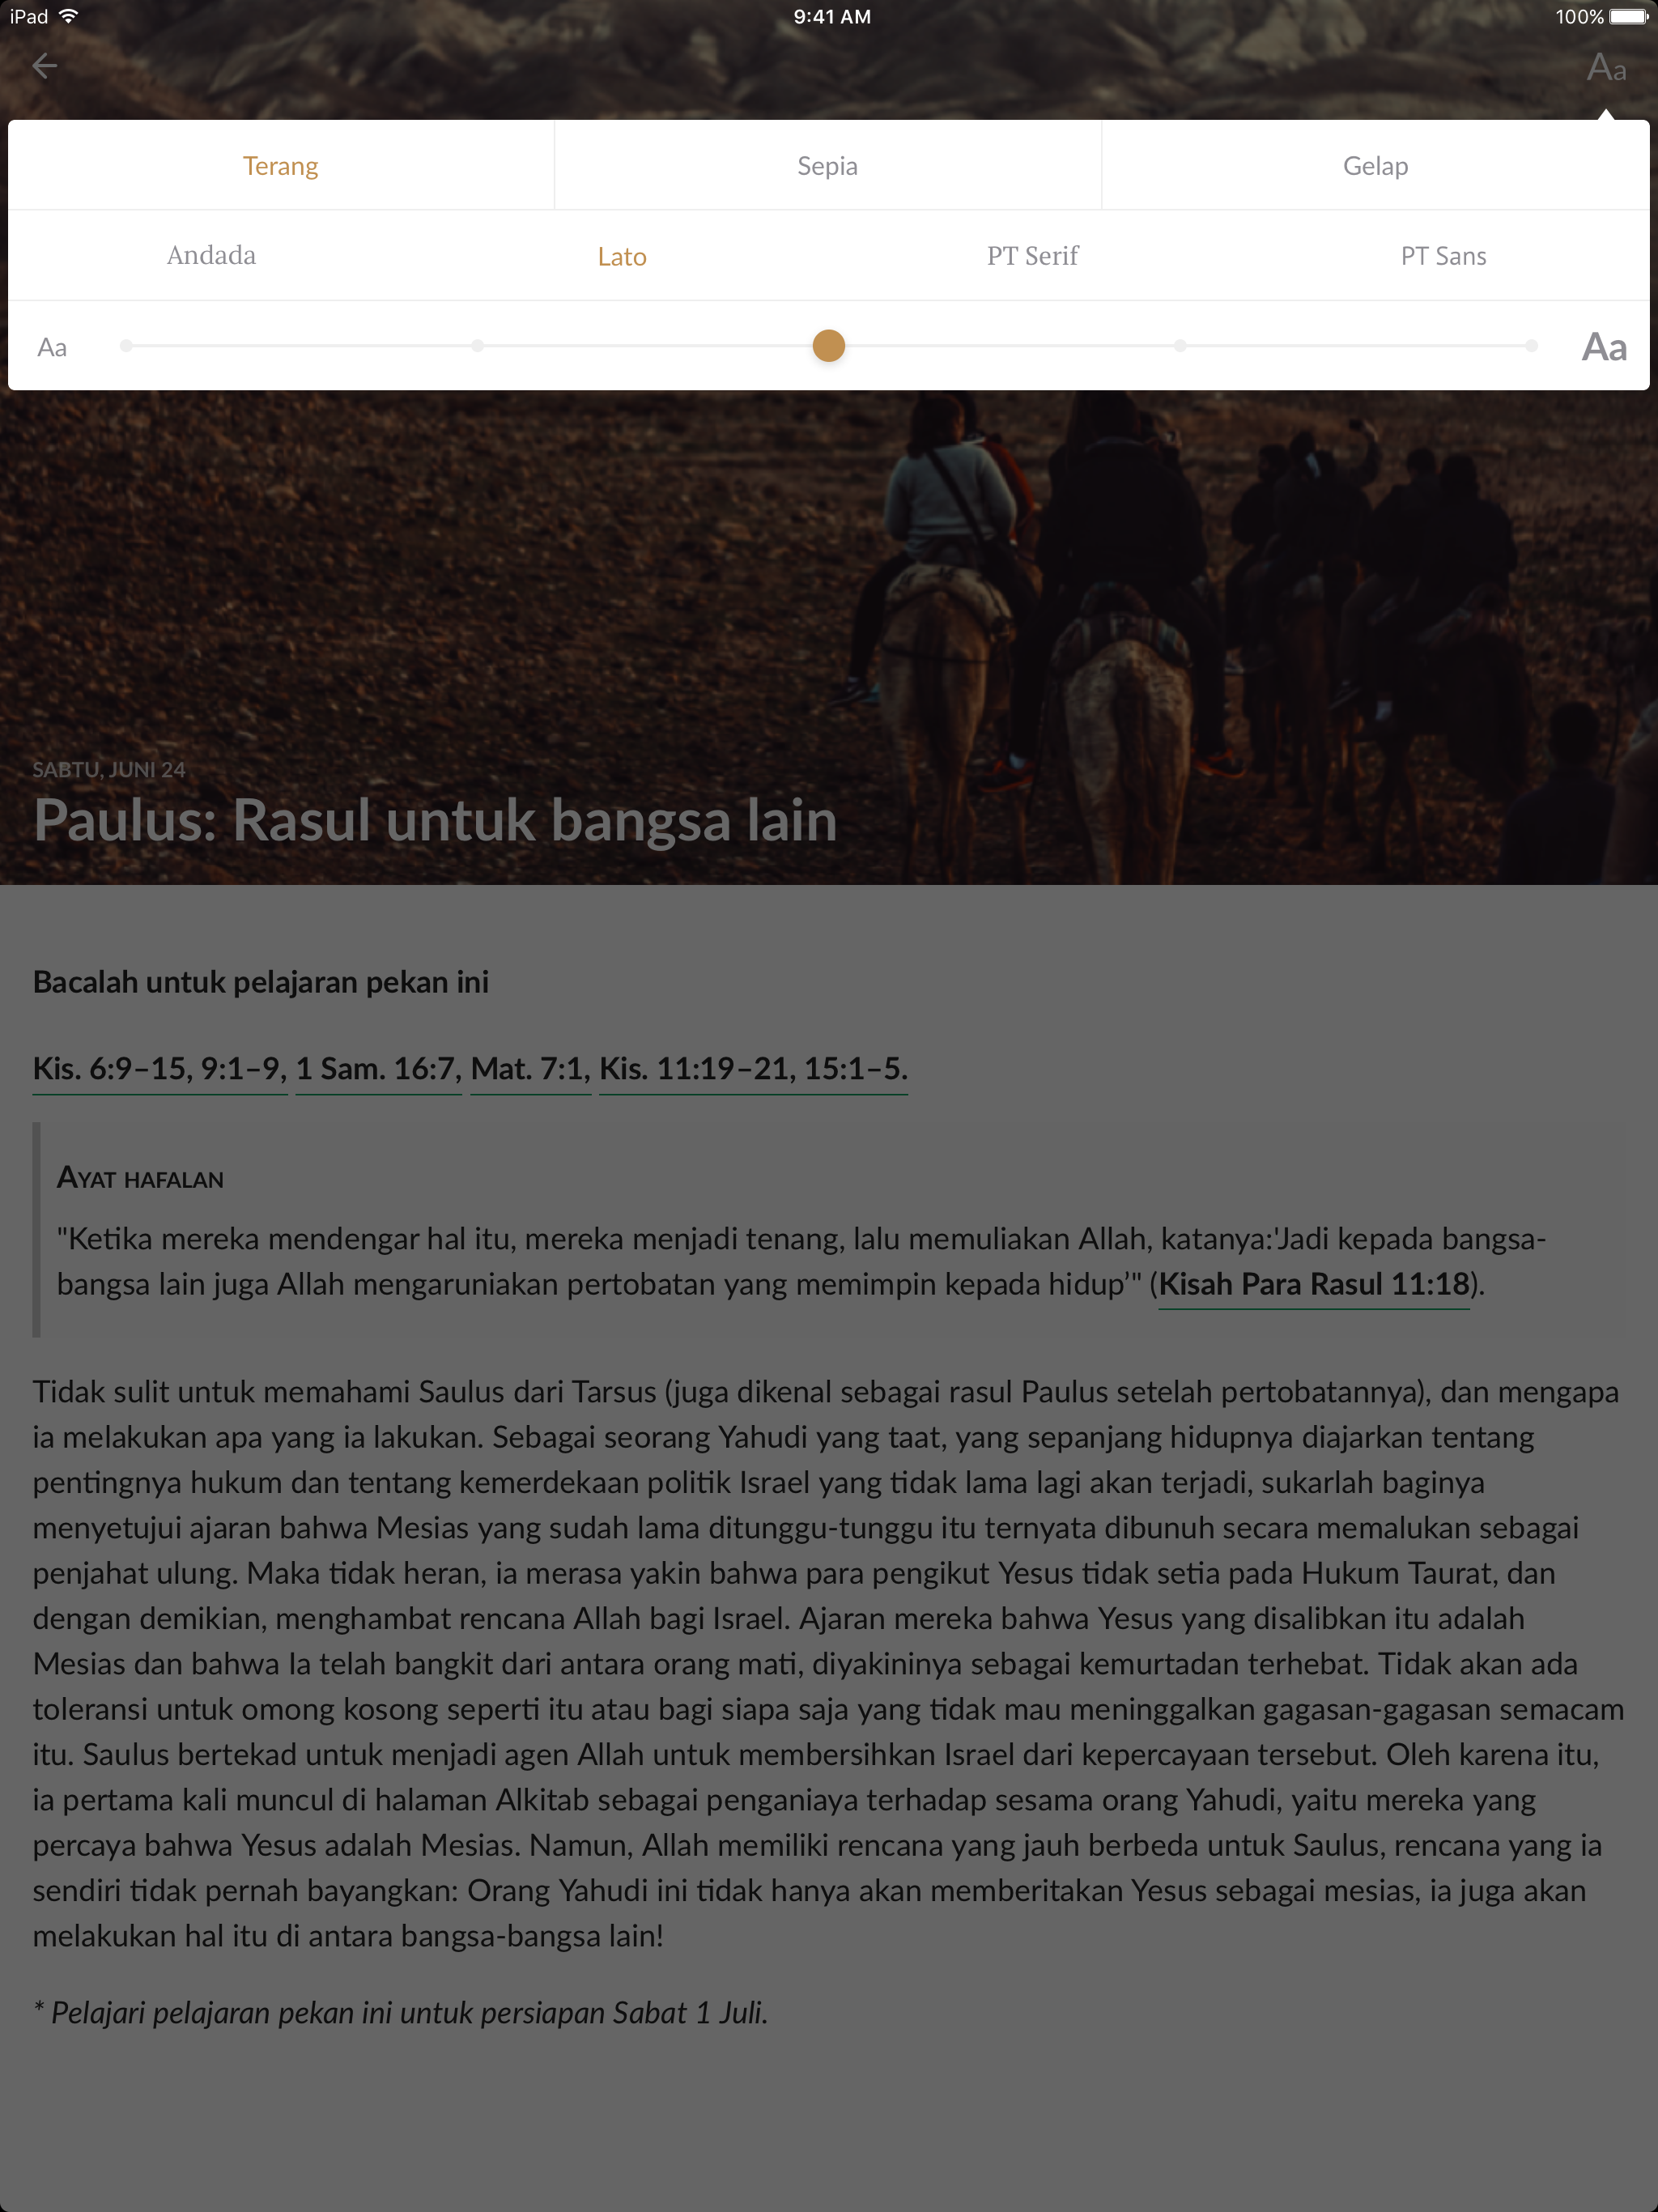 iPad 9:41 AM 100%
Aa
Terang Sepia Gelap
Andada Lato PT Serif PT Sans
Aa Aa
SABTU, JUNI 24
Paulus: Rasul untuk bangsa lain
Bacalah untuk pelajaran pekan ini
Kis. 6:9–15, 9:1–9, 1 Sam. 16:7, Mat. 7:1, Kis. 11:19–21, 15:1–5.
Ayat hafalan
"Ketika mereka mendengar hal itu, mereka menjadi tenang, lalu memuliakan Allah, katanya:'Jadi kepada bangsa-
bangsa lain juga Allah mengaruniakan pertobatan yang memimpin kepada hidup’" (Kisah Para Rasul 11:18).
Tidak sulit untuk memahami Saulus dari Tarsus (juga dikenal sebagai rasul Paulus setelah pertobatannya), dan mengapa
ia melakukan apa yang ia lakukan. Sebagai seorang Yahudi yang taat, yang sepanjang hidupnya diajarkan tentang
pentingnya hukum dan tentang kemerdekaan politik Israel yang tidak lama lagi akan terjadi, sukarlah baginya
menyetujui ajaran bahwa Mesias yang sudah lama ditunggu-tunggu itu ternyata dibunuh secara memalukan sebagai
penjahat ulung. Maka tidak heran, ia merasa yakin bahwa para pengikut Yesus tidak setia pada Hukum Taurat, dan
dengan demikian, menghambat rencana Allah bagi Israel. Ajaran mereka bahwa Yesus yang disalibkan itu adalah
Mesias dan bahwa Ia telah bangkit dari antara orang mati, diyakininya sebagai kemurtadan terhebat. Tidak akan ada
toleransi untuk omong kosong seperti itu atau bagi siapa saja yang tidak mau meninggalkan gagasan-gagasan semacam
itu. Saulus bertekad untuk menjadi agen Allah untuk membersihkan Israel dari kepercayaan tersebut. Oleh karena itu,
ia pertama kali muncul di halaman Alkitab sebagai penganiaya terhadap sesama orang Yahudi, yaitu mereka yang
percaya bahwa Yesus adalah Mesias. Namun, Allah memiliki rencana yang jauh berbeda untuk Saulus, rencana yang ia
sendiri tidak pernah bayangkan: Orang Yahudi ini tidak hanya akan memberitakan Yesus sebagai mesias, ia juga akan
melakukan hal itu di antara bangsa-bangsa lain!
* Pelajari pelajaran pekan ini untuk persiapan Sabat 1 Juli.